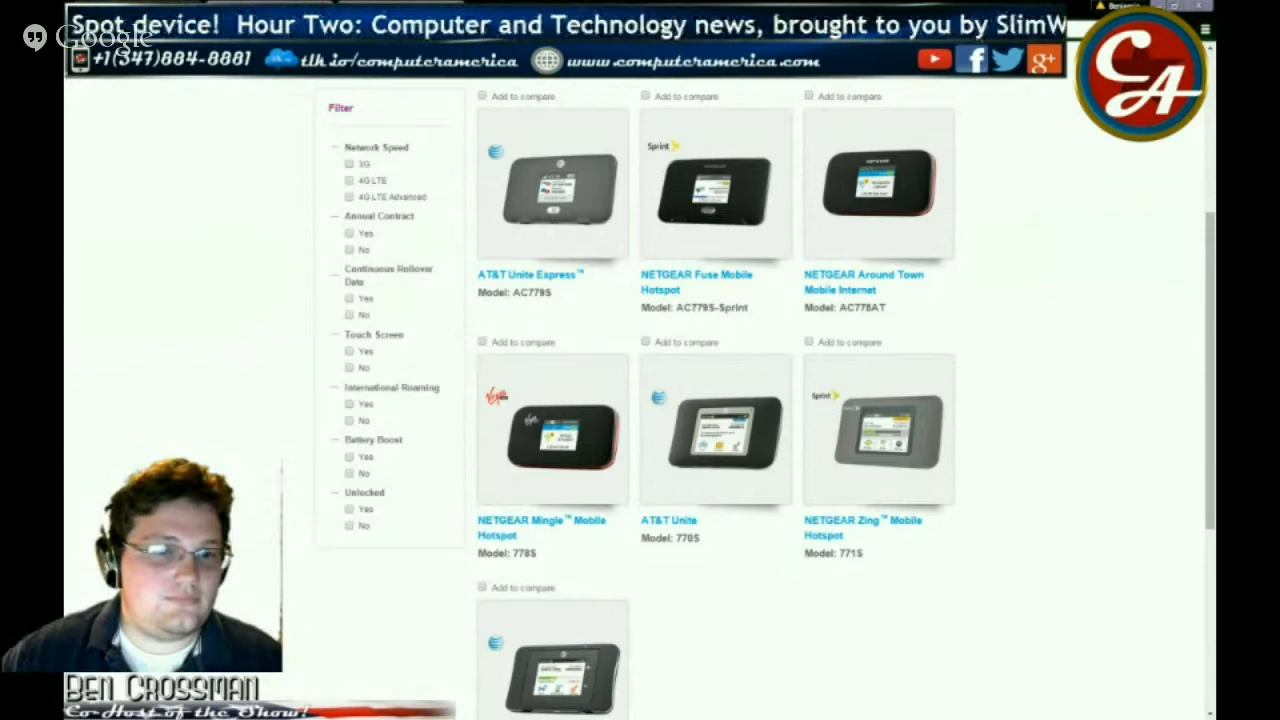 Spot device! Hour Two: Computer and Technology news, brought to you by SlimW
Google
+1(347)884-8881 tlk.io/computeramerica www.computeramerica.com
CA
Filter
Network Speed
3G
4G LTE
4G LTE Advanced
Annual Contract
Yes
No
Continuous Rollover
Data
Yes
No
Touch Screen
Yes
No
International Roaming
Yes
No
Battery Boost
Yes
No
Unlocked
Yes
No
Add to compare Add to compare Add to compare
Sprint
NETGEAR
AT&T Unite Express™
Model: AC779S
NETGEAR Fuse Mobile
Hotspot
Model: AC779S-Sprint
NETGEAR Around Town
Mobile Internet
Model: AC778AT
Add to compare Add to compare Add to compare
Virgin
Sprint
NETGEAR Mingle™ Mobile
Hotspot
Model: 778S
AT&T Unite
Model: 770S
NETGEAR Zing™ Mobile
Hotspot
Model: 771S
Add to compare
Ben Crossman
Co-Host of the Show!